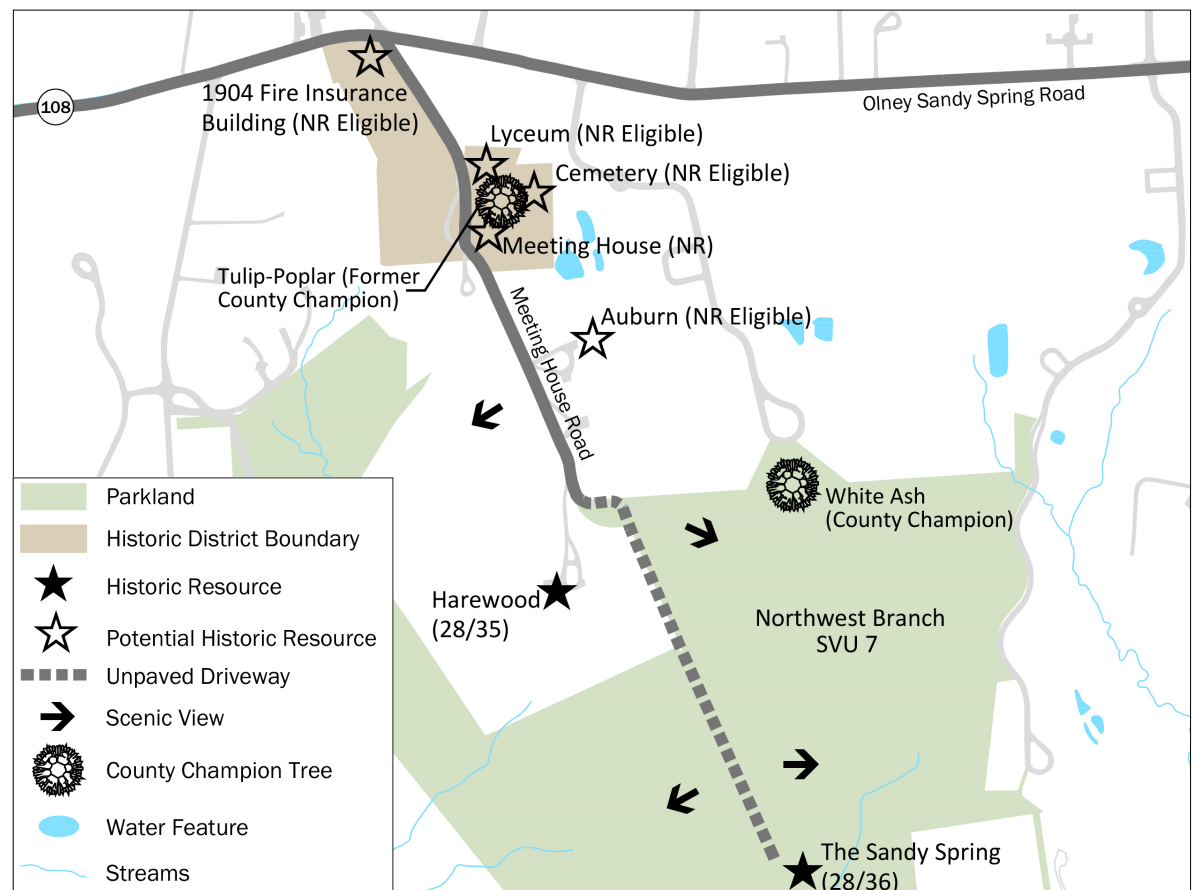 108
Olney Sandy Spring Road
1904 Fire Insurance
Building (NR Eligible)
Lyceum (NR Eligible)
Cemetery (NR Eligible)
Meeting House (NR)
Tulip-Poplar (Former
County Champion)
Meeting House Road
Auburn (NR Eligible)
White Ash
(County Champion)
Harewood
(28/35)
Northwest Branch
SVU 7
The Sandy Spring
(28/36)
Parkland
Historic District Boundary
Historic Resource
Potential Historic Resource
Unpaved Driveway
Scenic View
County Champion Tree
Water Feature
Streams